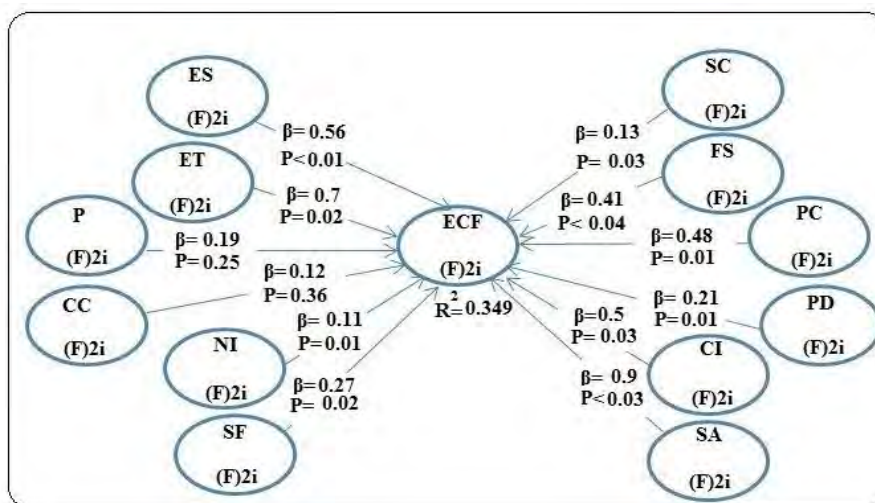 ES
(F)2i
β= 0.56
P< 0.01
ET
(F)2i
β= 0.7
P= 0.02
P
(F)2i
β= 0.19
P= 0.25
CC
(F)2i
β= 0.12
P= 0.36
NI
(F)2i
β= 0.11
P= 0.01
SF
(F)2i
β= 0.27
P= 0.02
ECF
(F)2i
2
R= 0.349
SC
(F)2i
β= 0.13
P= 0.03
FS
(F)2i
β= 0.41
P< 0.04
PC
(F)2i
β= 0.48
P= 0.01
PD
(F)2i
β= 0.21
P= 0.01
CI
(F)2i
β= 0.5
P= 0.03
SA
(F)2i
β= 0.9
P<0.03